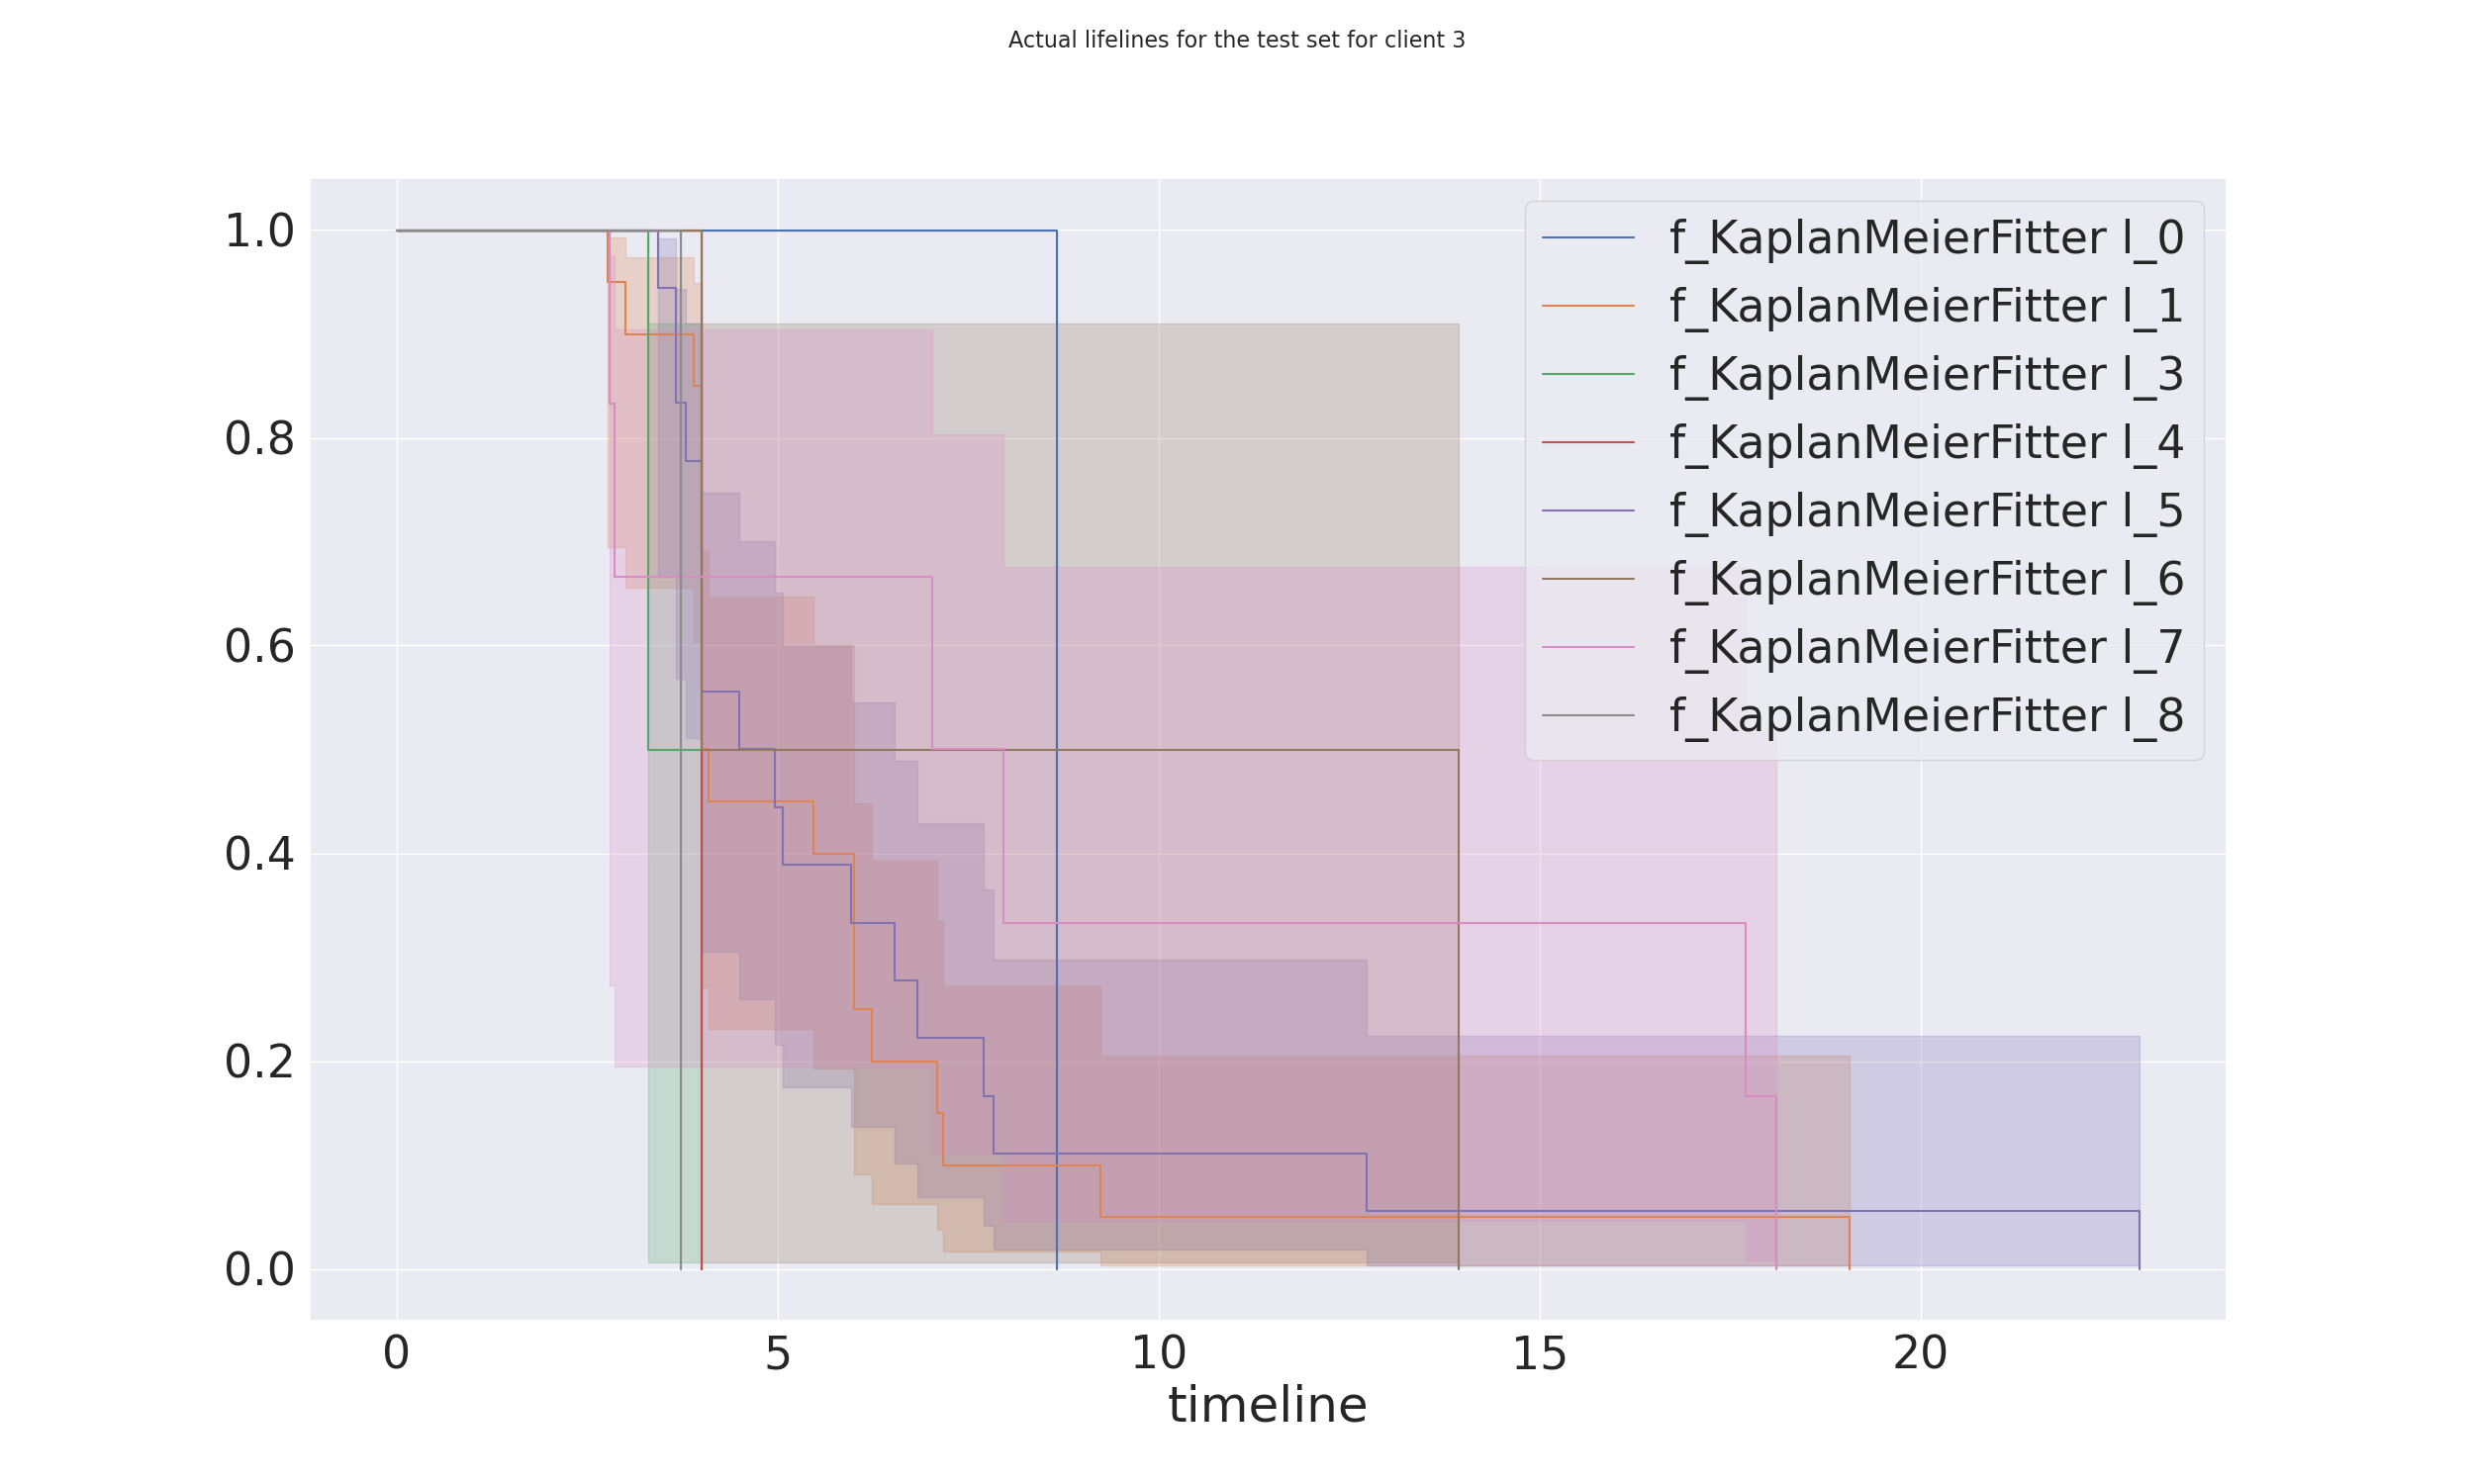 Actual lifelines for the test set for client 3
1.0
0.8
0.6
0.4
0.2
0.0
f_KaplanMeierFitter l_0
f_KaplanMeierFitter l_1
f_KaplanMeierFitter l_3
f_KaplanMeierFitter l_4
f_KaplanMeierFitter l_5
f_KaplanMeierFitter l_6
f_KaplanMeierFitter l_7
f_KaplanMeierFitter l_8
0 5 10 15 20
timeline